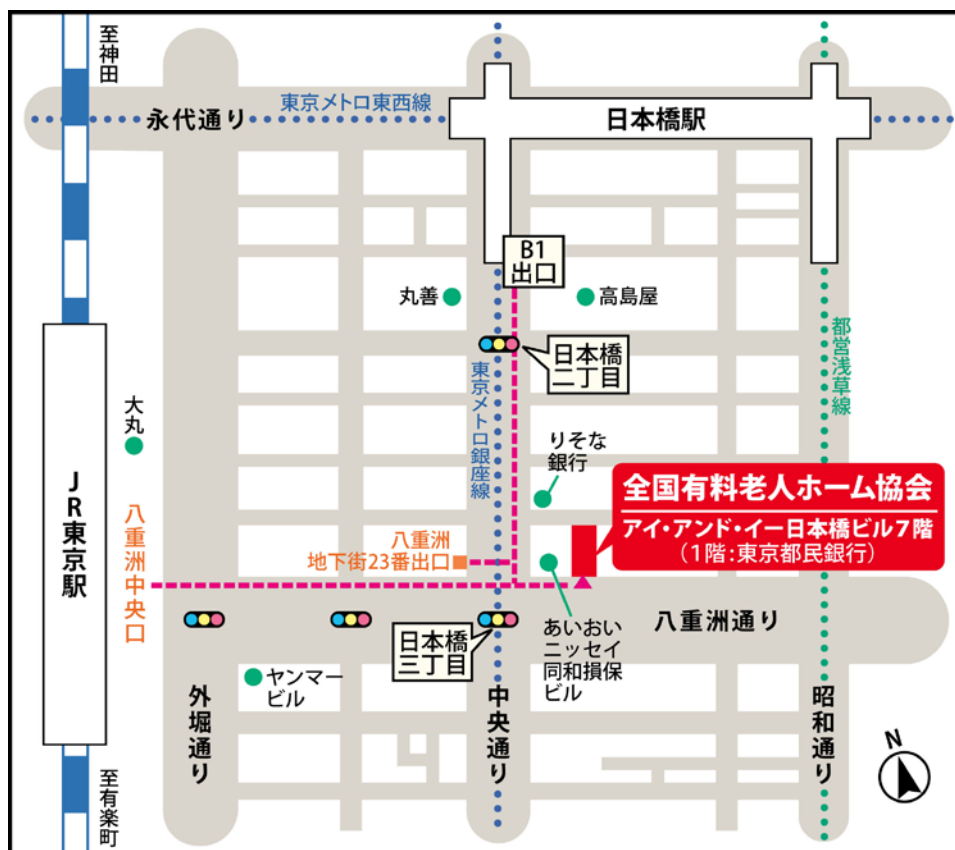 至神田
永代通り
東京メトロ東西線
日本橋駅
B1
出口
丸善
高島屋
日本橋
二丁目
東京メトロ銀座線
都営浅草線
大丸
りそな
銀行
全国有料老人ホーム協会
アイ・アンド・イー日本橋ビル7階
（1階：東京都民銀行）
JR東京駅
八重洲中央口
八重洲
地下街23番出口
八重洲通り
日本橋
三丁目
あいおい
ニッセイ
同和損保
ビル
ヤンマー
ビル
外堀通り
中央通り
昭和通り
N
至有楽町